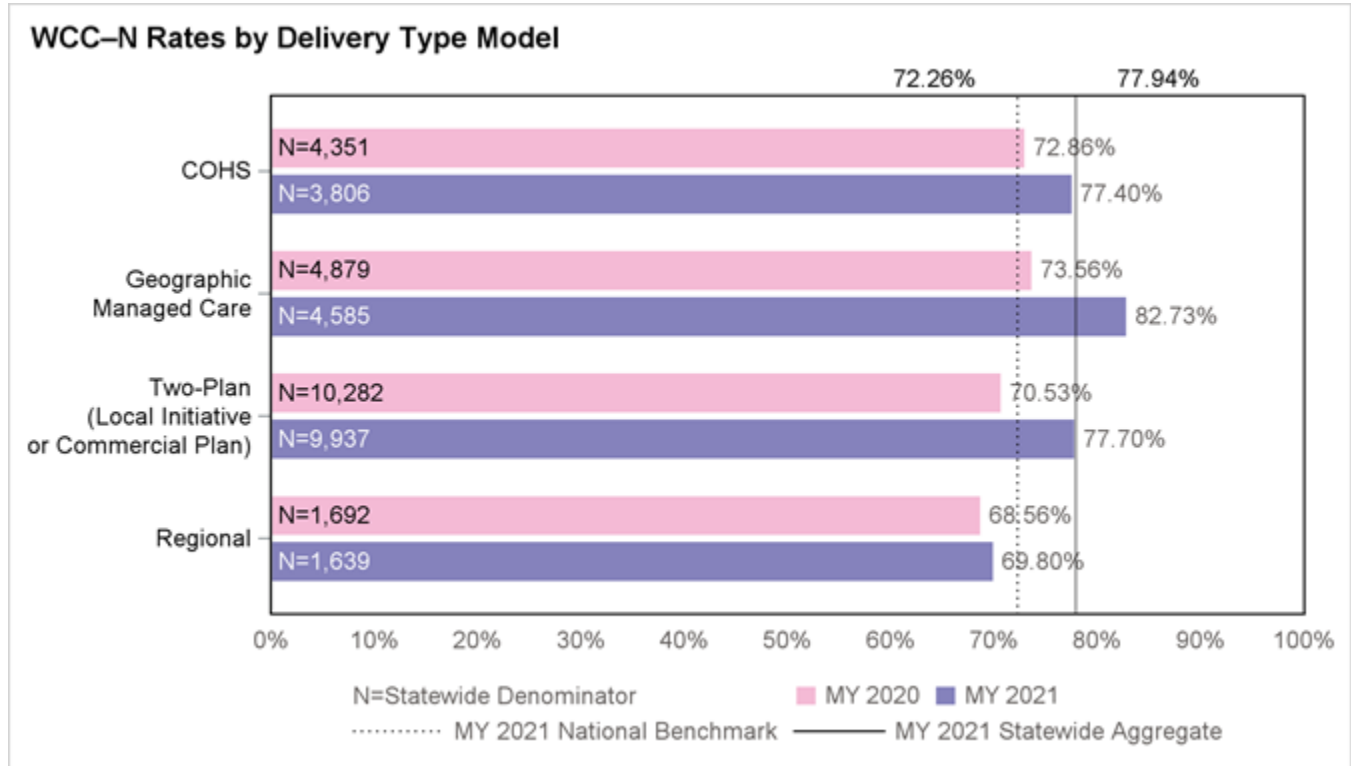 WCC–N Rates by Delivery Type Model
72.26% 77.94%
COHS
N=4,351 72.86%
N=3,806 77.40%
Geographic
Managed Care
N=4,879 73.56%
N=4,585 82.73%
Two-Plan
(Local Initiative
or Commercial Plan)
N=10,282 70.53%
N=9,937 77.70%
Regional
N=1,692 68.56%
N=1,639 69.80%
0% 10% 20% 30% 40% 50% 60% 70% 80% 90% 100%
N=Statewide Denominator MY 2020 MY 2021
MY 2021 National Benchmark MY 2021 Statewide Aggregate